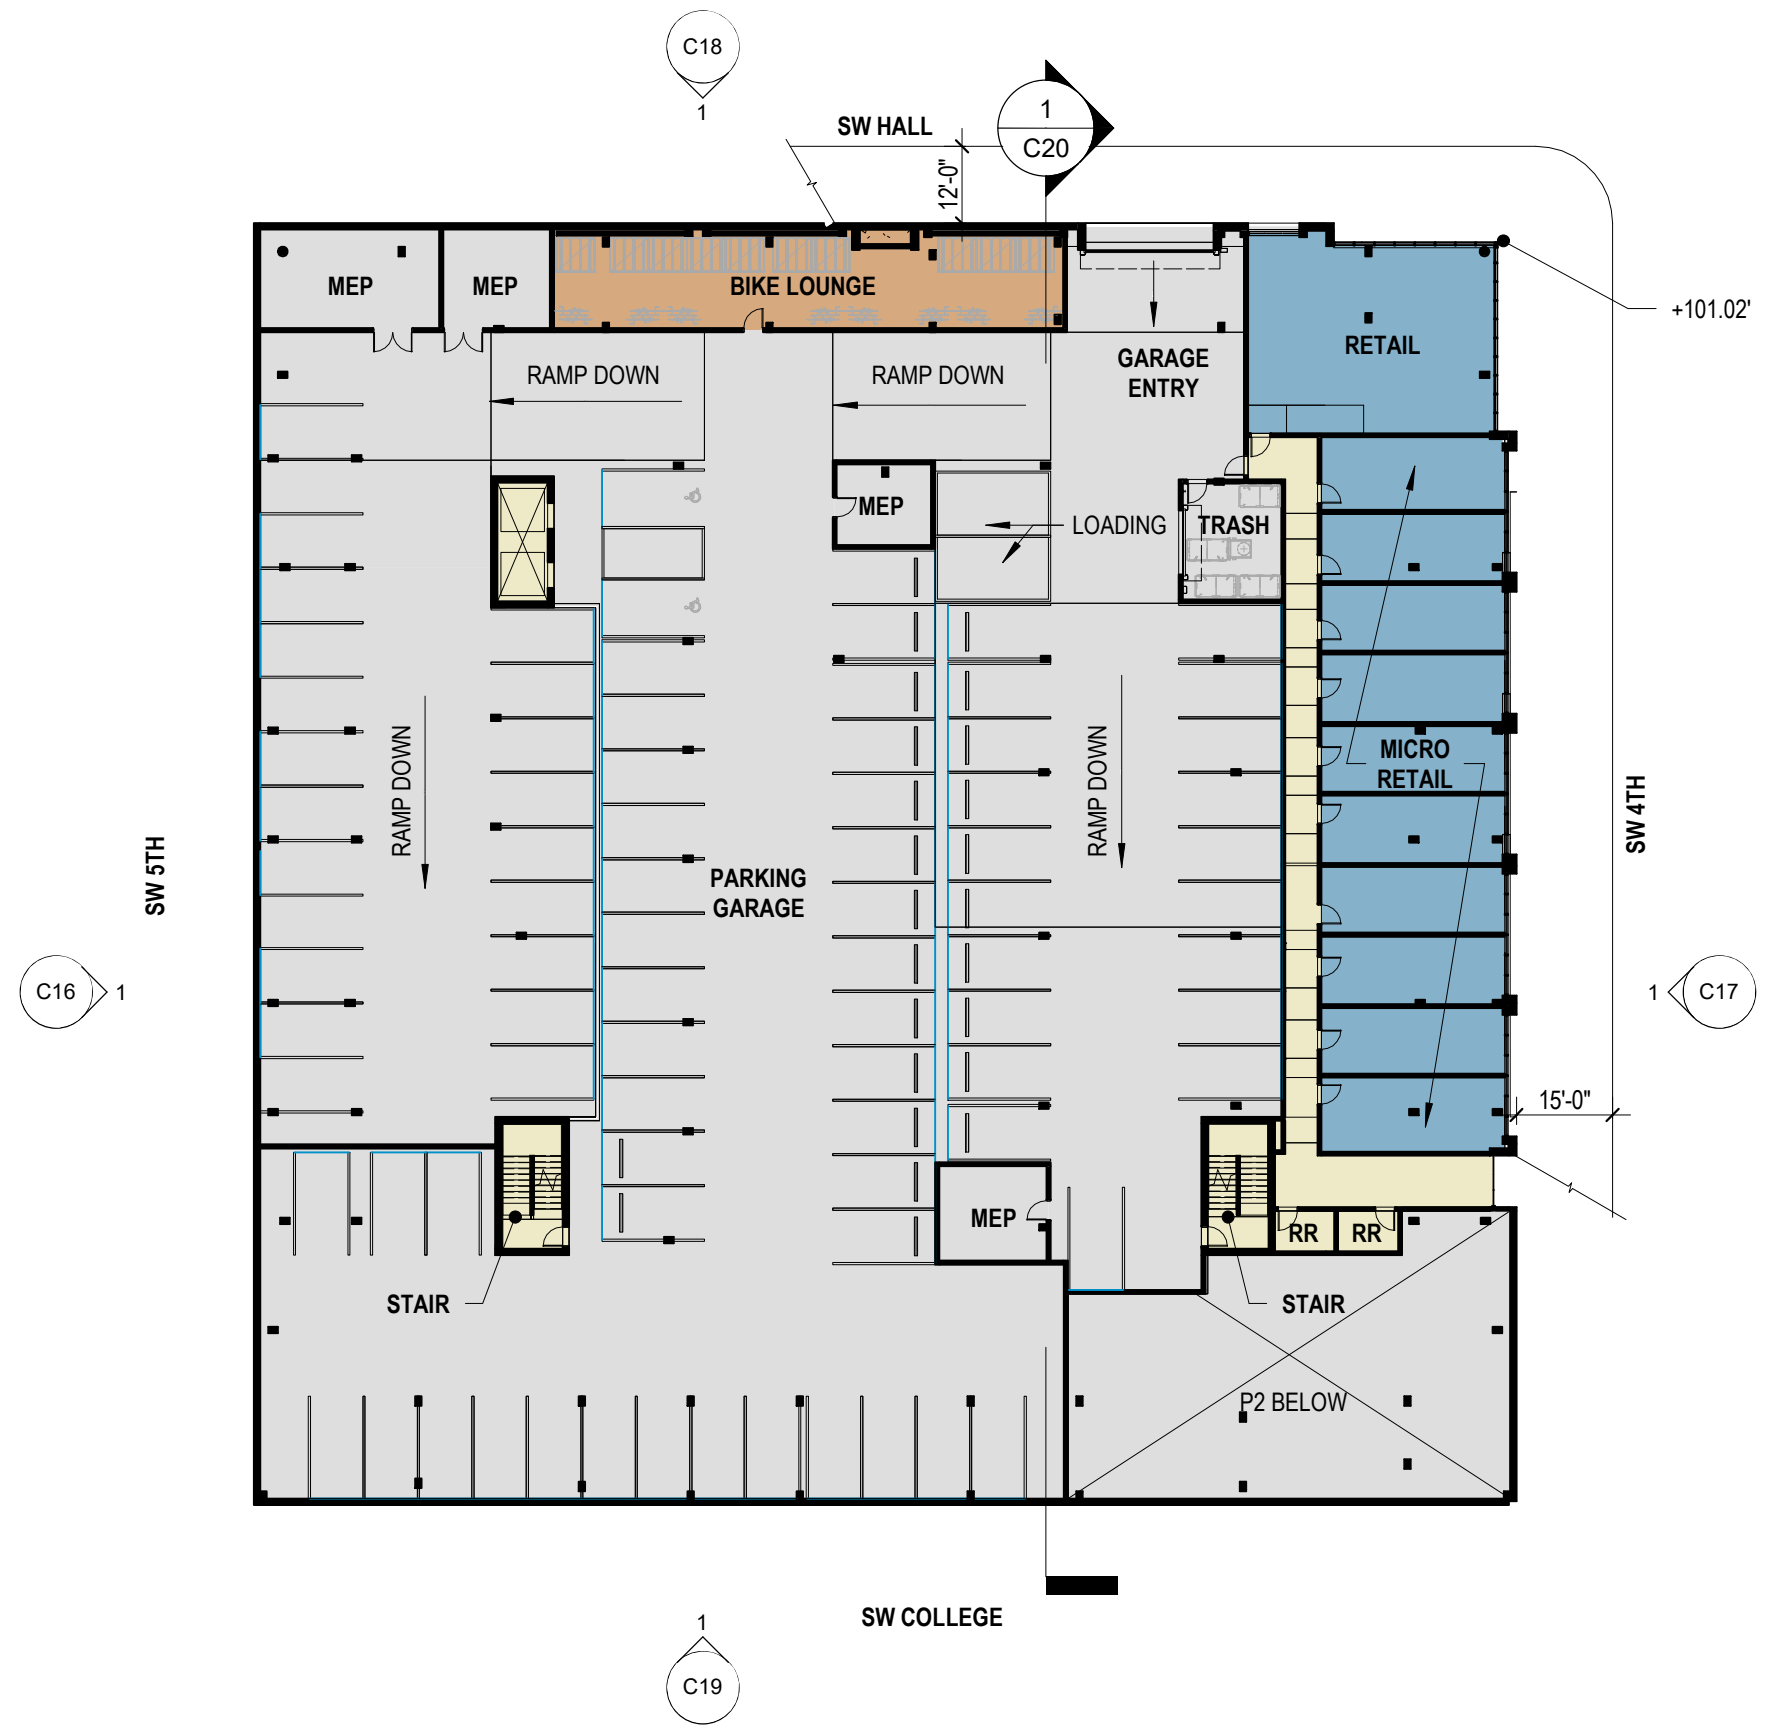 C18
1
1
C20
SW HALL
12'-0"
MEP
MEP
BIKE LOUNGE
+101.02'
RETAIL
GARAGE
ENTRY
RAMP DOWN
RAMP DOWN
MEP
LOADING
TRASH
RAMP DOWN
RAMP DOWN
MICRO
RETAIL
SW 4TH
SW 5TH
PARKING
GARAGE
C16
1
1
C17
15'-0"
MEP
RR
RR
STAIR
STAIR
P2 BELOW
SW COLLEGE
1
C19